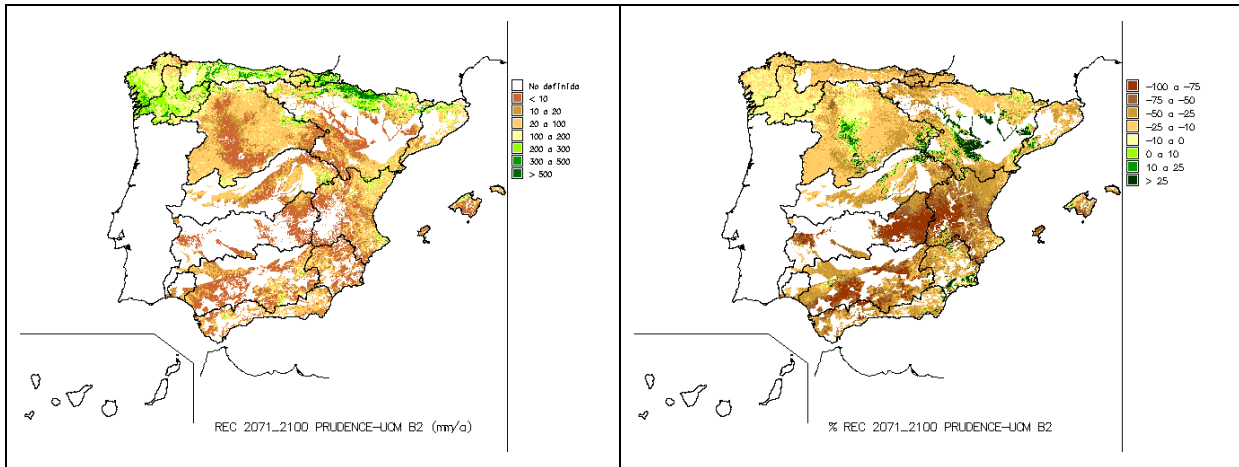 No definida
< 10
10 a 20
20 a 100
100 a 200
200 a 300
300 a 500
> 500
REC 2071_2100 PRUDENCE-UCM B2 (mm/a)
-100 a -75
-75 a -50
-50 a -25
-25 a -10
-10 a 0
0 a 10
10 a 25
> 25
% REC 2071_2100 PRUDENCE-UCM B2